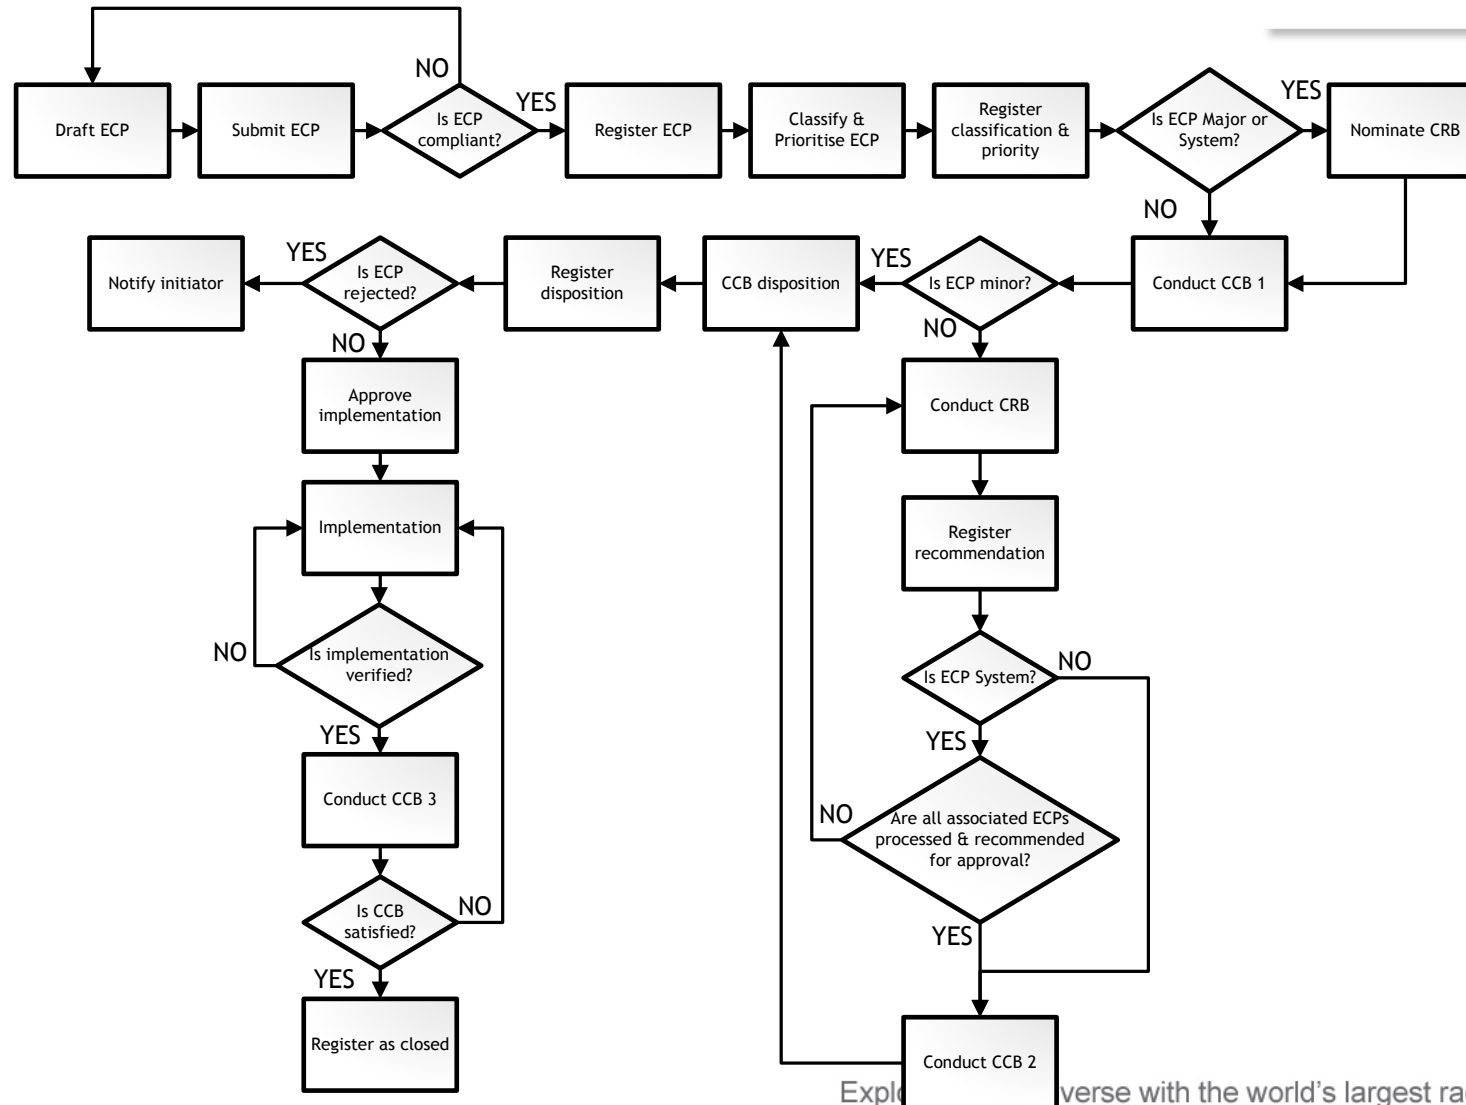 NO
Draft ECP
Submit ECP
Is ECP
compliant?
YES
Register ECP
Classify &
Prioritise ECP
Register
classification &
priority
Is ECP Major or
System?
YES
Nominate CRB
NO
Notify initiator
YES
Is ECP
rejected?
Register
disposition
CCB disposition
YES
Is ECP minor?
Conduct CCB 1
NO
NO
Approve
implementation
Conduct CRB
Implementation
Register
recommendation
NO
Is implementation
verified?
Is ECP System?
NO
YES
YES
Conduct CCB 3
NO
Are all associated ECPs
processed & recommended
for approval?
Is CCB
satisfied?
NO
YES
YES
Register as closed
Conduct CCB 2
with the world's largest